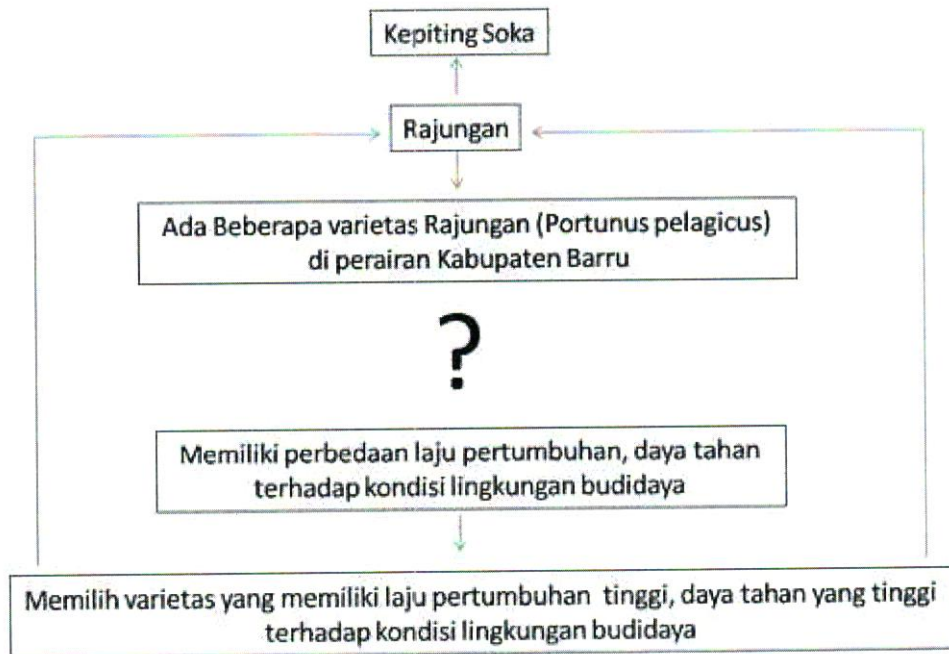 Kepiting Soka
Rajungan
Ada Beberapa varietas Rajungan (Portunus pelagicus)
di perairan Kabupaten Barru
?
Memiliki perbedaan laju pertumbuhan, daya tahan
terhadap kondisi lingkungan budidaya
Memilih varietas yang memiliki laju pertumbuhan tinggi, daya tahan yang tinggi
terhadap kondisi lingkungan budidaya